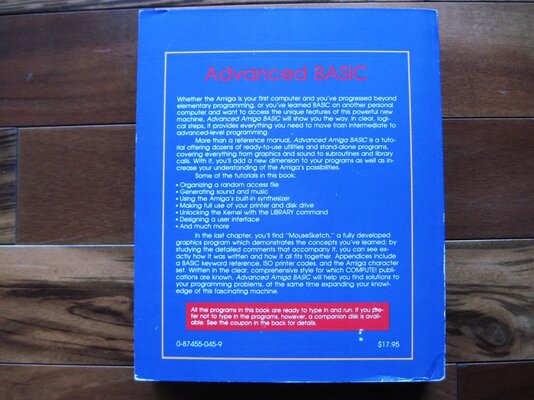 Advanced BASIC
Whether the Amiga is your first computer and you've progressed beyond
elementary programming, or you've learned BASIC on another personal
computer and want to access the unique features of this powerful new
machine, Advanced Amiga BASIC will show you the way. In clear, logi-
cal steps, it provides everything you need to move from intermediate to
advanced-level programming.
More than a reference manual, Advanced Amiga BASIC is a tuto-
rial offering dozens of ready-to-use utilities and stand-alone programs,
covering everything from graphics and sound to subroutines and library
calls. With it, you'll add a new dimension to your programs as well as in-
crease your understanding of the Amiga's possibilities.
Some of the tutorials in this book:
• Organizing a random access file
• Generating sound and music
• Using the Amiga's built-in synthesizer
• Making full use of your printer and disk drive
• Unlocking the Kernel with the LIBRARY command
• Designing a user interface
• And much more
In the last chapter, you'll find "MouseSketch," a fully developed
graphics program which demonstrates the concepts you've learned; by
studying the detailed comments that accompany it, you can see ex-
actly how it was written and how it all fits together. Appendices include
a BASIC keyword reference, ISO printer codes, and the Amiga character
set. Written in the clear, comprehensive style for which COMPUTE! publi-
cations are known, Advanced Amiga BASIC will help you find solutions to
your programming problems, at the same time expanding your knowl-
edge of this fascinating machine.
All the programs in this book are ready to type in and run. If you pre-
fer not to type in the programs, however, a companion disk is avail-
able. See the coupon in the back for details.
0-87455-045-9
$17.95